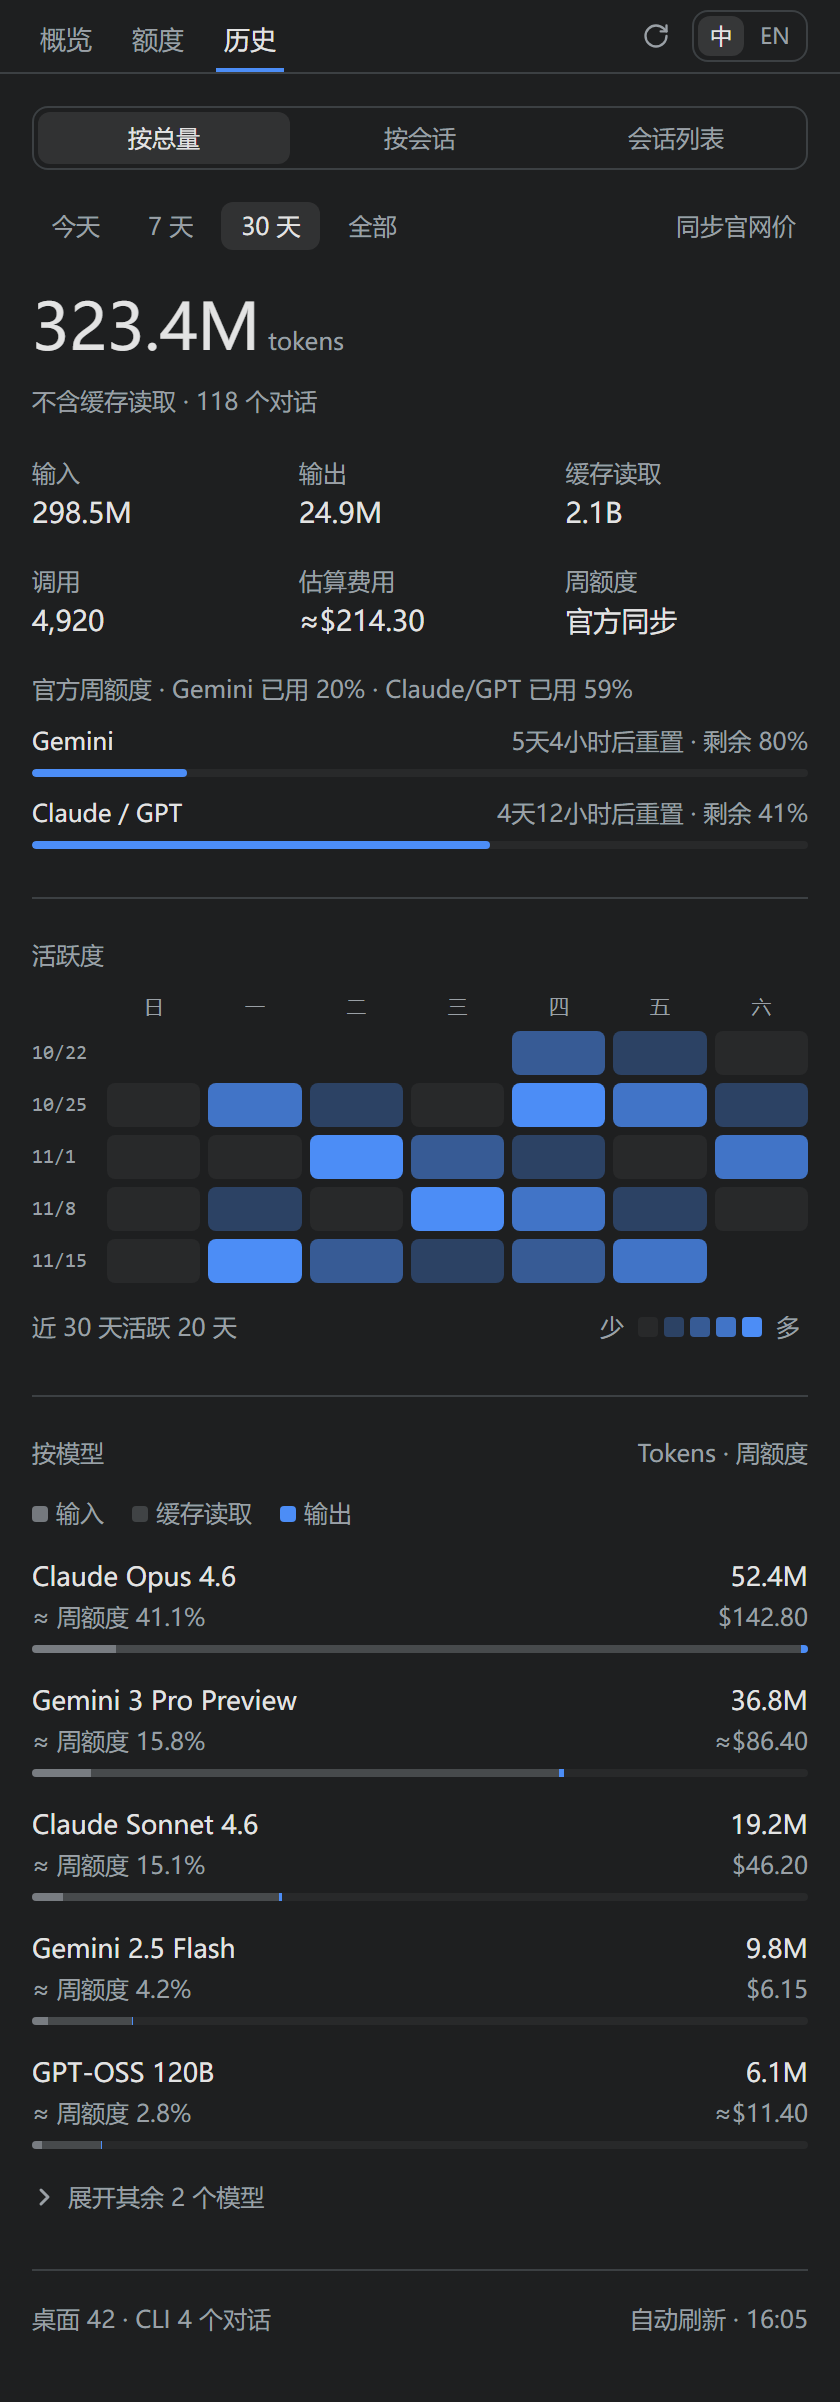 概览 额度 历史 中 EN
按总量 按会话 会话列表
今天 7 天 30 天 全部 同步官网价
323.4M tokens
不含缓存读取 · 118 个对话
输入 输出 缓存读取
298.5M 24.9M 2.1B
调用 估算费用 周额度
4,920 ≈$214.30 官方同步
官方周额度 · Gemini 已用 20% · Claude/GPT 已用 59%
Gemini 5天4小时后重置 · 剩余 80%
Claude / GPT 4天12小时后重置 · 剩余 41%
活跃度
日 一 二 三 四 五 六
10/22
10/25
11/1
11/8
11/15
近 30 天活跃 20 天 少 多
按模型 Tokens · 周额度
输入 缓存读取 输出
Claude Opus 4.6 52.4M
≈ 周额度 41.1% $142.80
Gemini 3 Pro Preview 36.8M
≈ 周额度 15.8% ≈$86.40
Claude Sonnet 4.6 19.2M
≈ 周额度 15.1% $46.20
Gemini 2.5 Flash 9.8M
≈ 周额度 4.2% $6.15
GPT-OSS 120B 6.1M
≈ 周额度 2.8% ≈$11.40
展开其余 2 个模型
桌面 42 · CLI 4 个对话 自动刷新 · 16:05